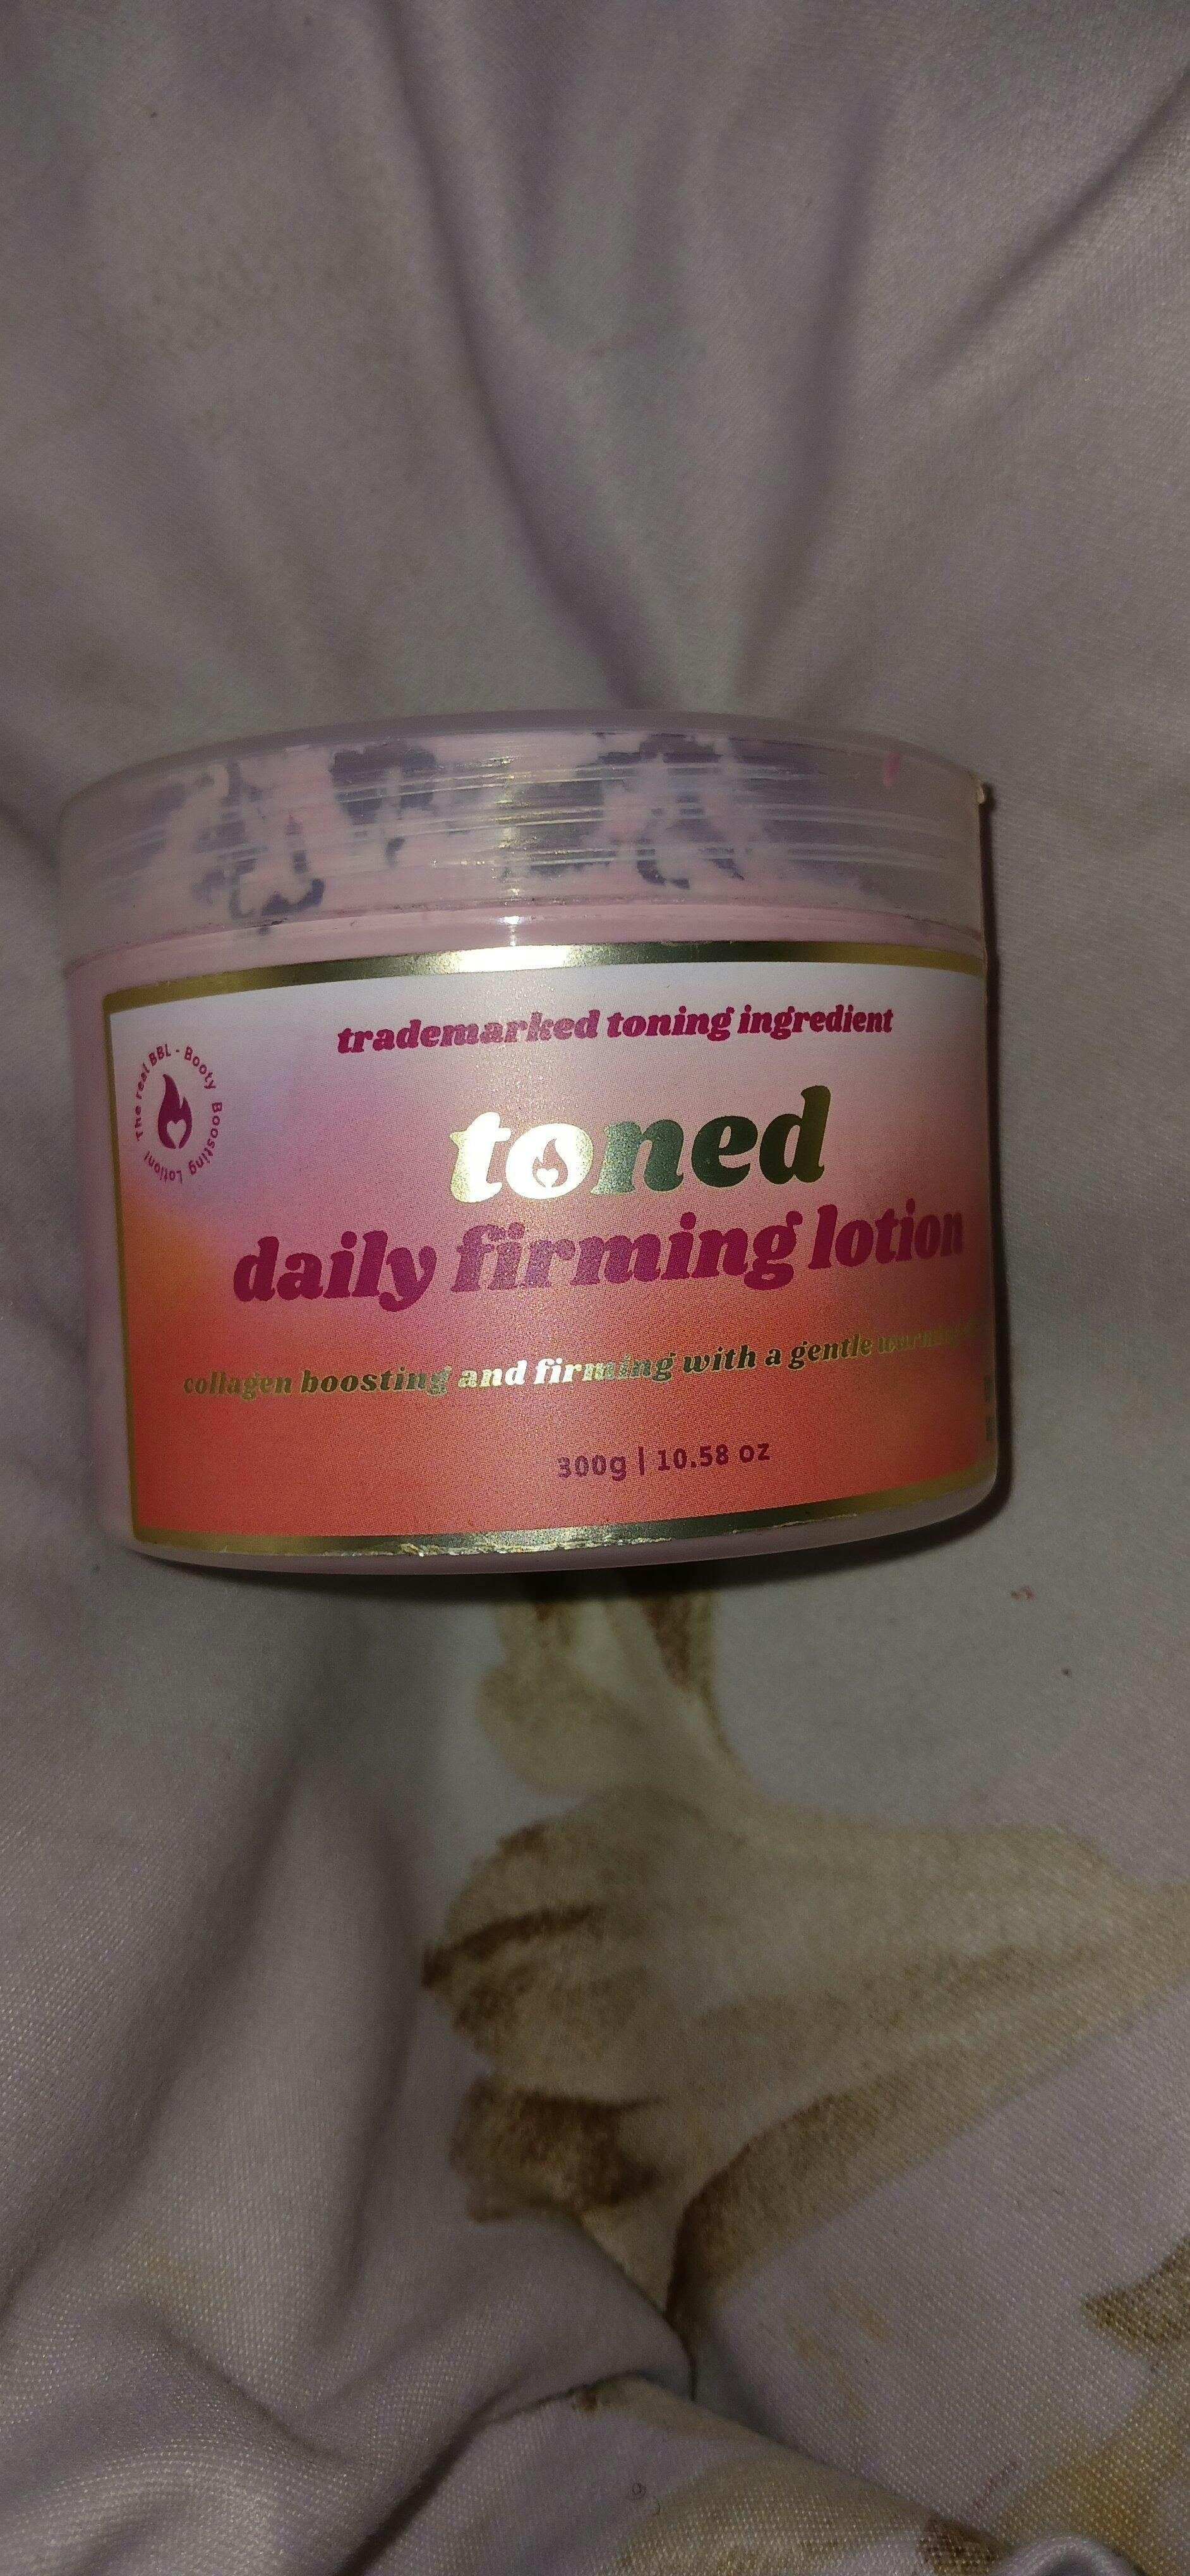 trademarked toning ingredient
The real BBL - Booty Boosting Lotion!
toned
daily firming lotion
collagen boosting and firming with a gentle warming
300g | 10.58 oz